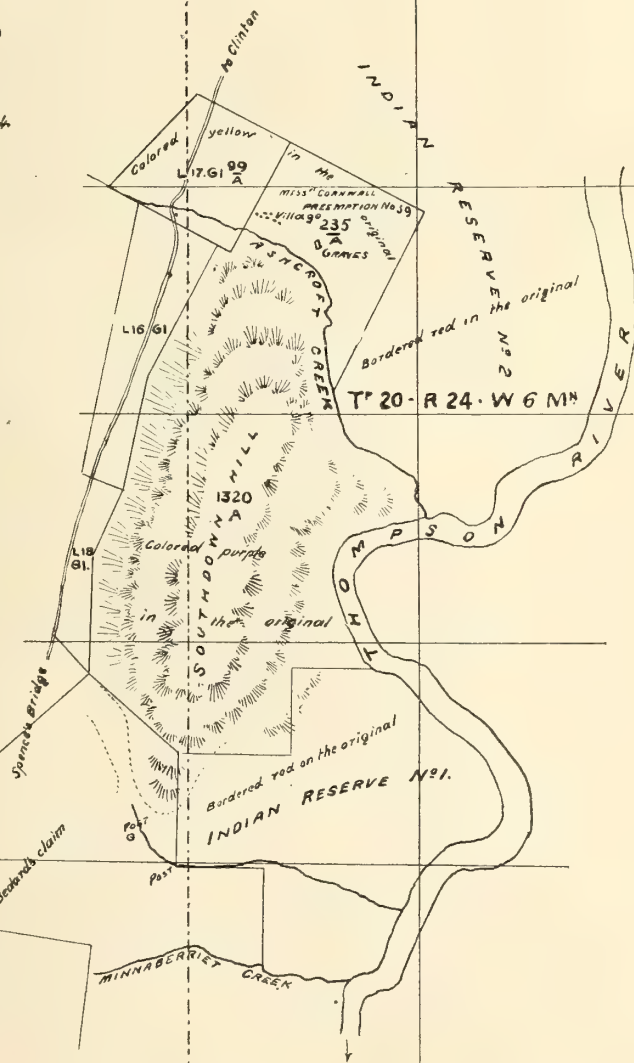 to Clinton
INDIAN RESERVE Nº 2
Colored yellow in the original
L 17. G1 99 A
MISSRS CORNWALL
PREEMPTION No 39
Village
235 A
GRAVES
ASHCROFT CREEK
Bordered red in the original
L16 G1
Tp 20 - R 24 - W 6 MN
THOMPSON RIVER
SOUTHDOWN HILL
1320 A
Colored purple
in the original
L18 G1.
Spence's Bridge
Bordered red on the original
INDIAN RESERVE Nº 1.
POST G
Post
Bedard's claim
MINNABERRIET CREEK